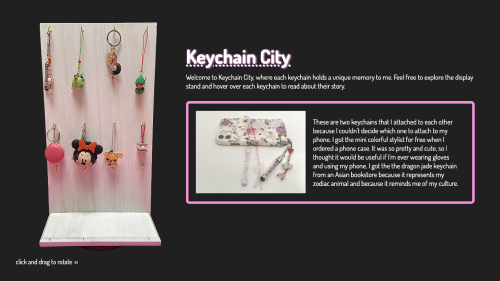 Keychain City
Welcome to Keychain City, where each keychain holds a unique memory to me. Feel free to explore the display
stand and hover over each keychain to read about their story.
These are two keychains that I attached to each other
because I couldn't decide which one to attach to my
phone. I got the mini colorful stylist for free when I
ordered a phone case. It was so pretty and cute, so I
thought it would be useful if I'm ever wearing gloves
and using my phone. I got the the dragon jade keychain
from an Asian bookstore because it represents my
zodiac animal and because it reminds me of my culture.
click and drag to rotate